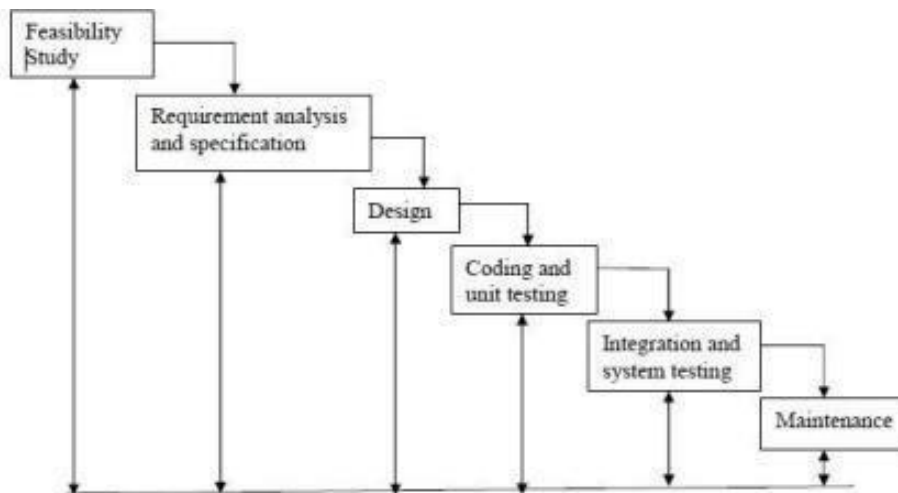 Feasibility
Study
Requirement analysis
and specification
Design
Coding and
unit testing
Integration and
system testing
Maintenance